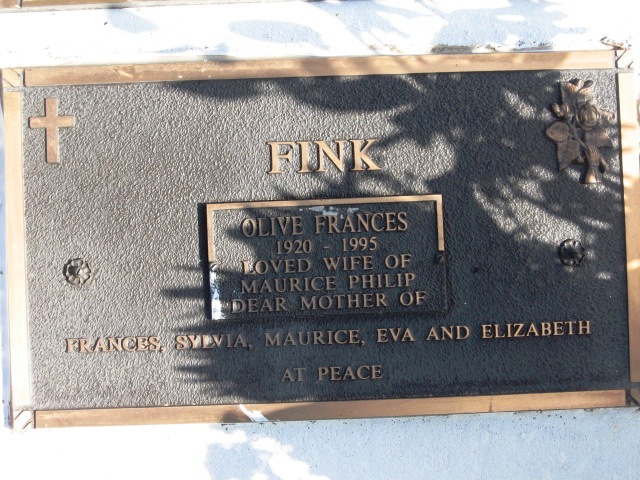 FINK
OLIVE FRANCES
1920 - 1995
LOVED WIFE OF
MAURICE PHILIP
DEAR MOTHER OF
FRANCES, SYLVIA, MAURICE, EVA AND ELIZABETH
AT PEACE